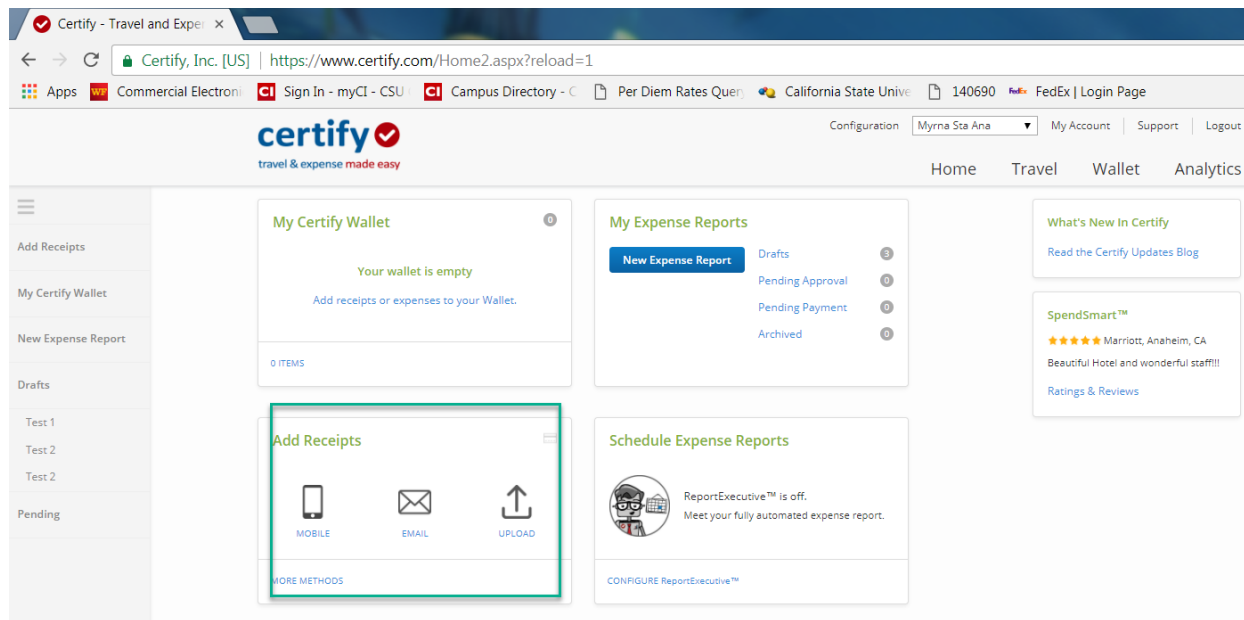 Certify - Travel and Exper
Certify, Inc. [US] | https://www.certify.com/Home2.aspx?reload=1
Apps WF Commercial Electroni CI Sign In - myCI - CSU CI Campus Directory - C Per Diem Rates Query California State Unive 140690 FedEx FedEx | Login Page
certify
travel & expense made easy
Configuration Myrna Sta Ana My Account Support Logout
Home Travel Wallet Analytics
Add Receipts
My Certify Wallet
New Expense Report
Drafts
Test 1
Test 2
Test 2
Pending
My Certify Wallet 0
Your wallet is empty
Add receipts or expenses to your Wallet.
0 ITEMS
My Expense Reports
New Expense Report
Drafts 3
Pending Approval 0
Pending Payment 0
Archived 0
What's New In Certify
Read the Certify Updates Blog
SpendSmart™
Marriott, Anaheim, CA
Beautiful Hotel and wonderful staff!!!
Ratings & Reviews
Add Receipts
MOBILE EMAIL UPLOAD
MORE METHODS
Schedule Expense Reports
ReportExecutive™ is off.
Meet your fully automated expense report.
CONFIGURE ReportExecutive™